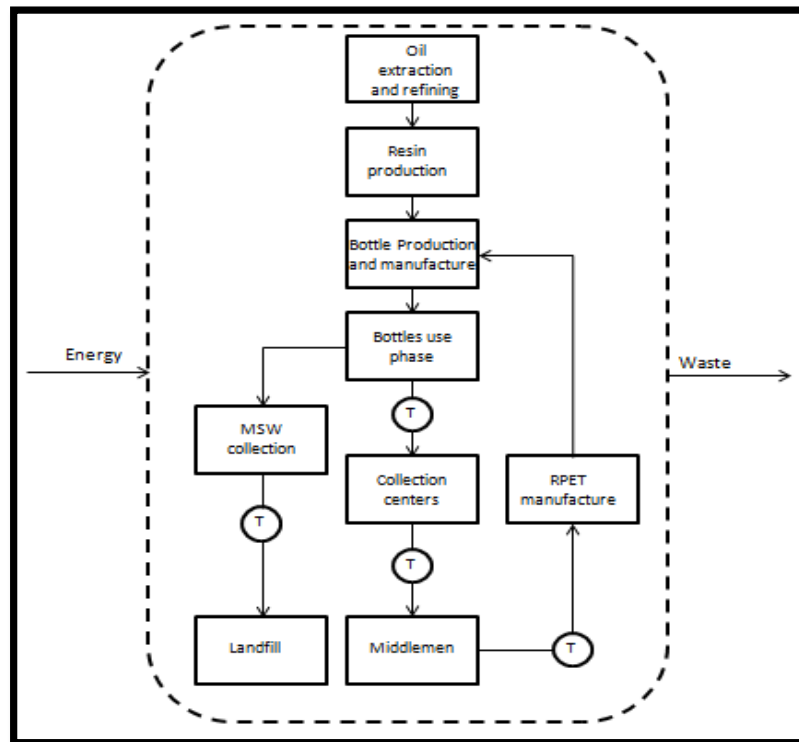 Oil
extraction
and refining
Resin
production
Bottle Production
and manufacture
Bottles use
phase
Energy
Waste
T
MSW
collection
Collection
centers
RPET
manufacture
T
T
Landfill
Middlemen
T